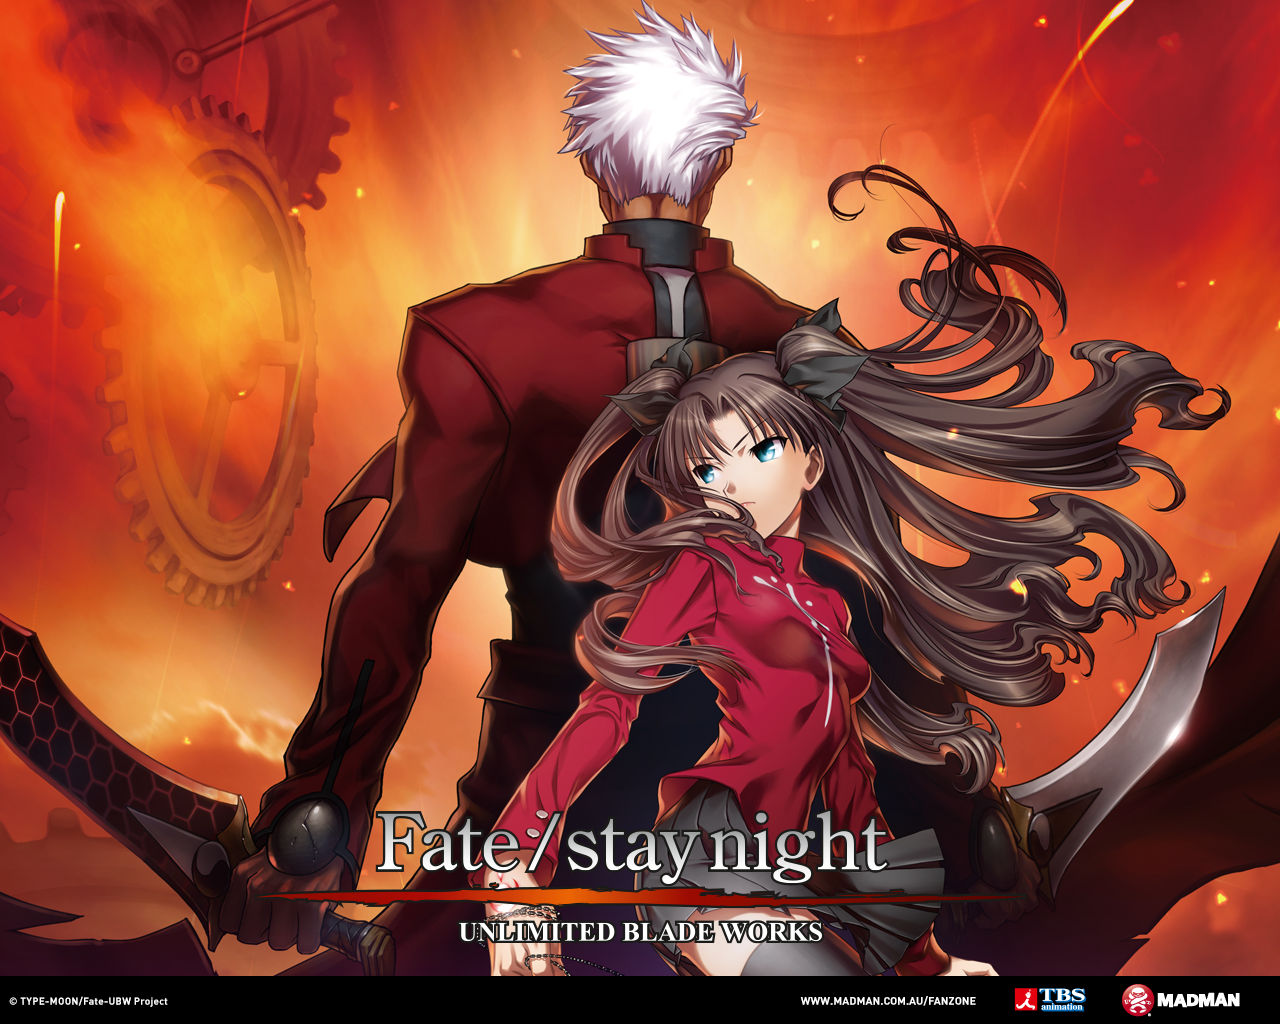 Fate/stay night
UNLIMITED BLADE WORKS
© TYPE-MOON/Fate-UBW Project
WWW.MADMAN.COM.AU/FANZONE
TBS
animation
MADMAN